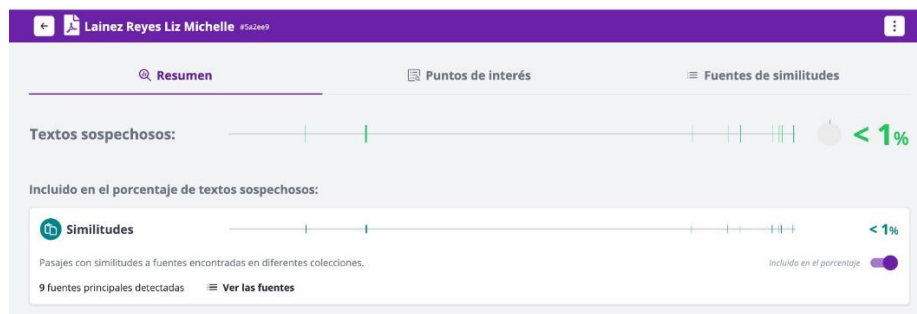 Lainez Reyes Liz Michelle #5a2ee9
Resumen
Puntos de interés
Fuentes de similitudes
Textos sospechosos:
< 1%
Incluido en el porcentaje de textos sospechosos:
Similitudes
< 1%
Pasajes con similitudes a fuentes encontradas en diferentes colecciones.
Incluido en el porcentaje
9 fuentes principales detectadas
Ver las fuentes